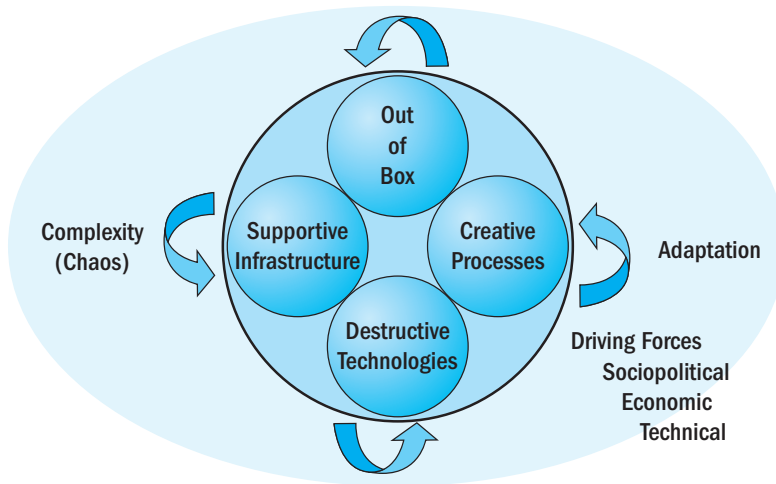 Out
of
Box
Complexity
(Chaos)
Supportive
Infrastructure
Creative
Processes
Adaptation
Destructive
Technologies
Driving Forces
Sociopolitical
Economic
Technical